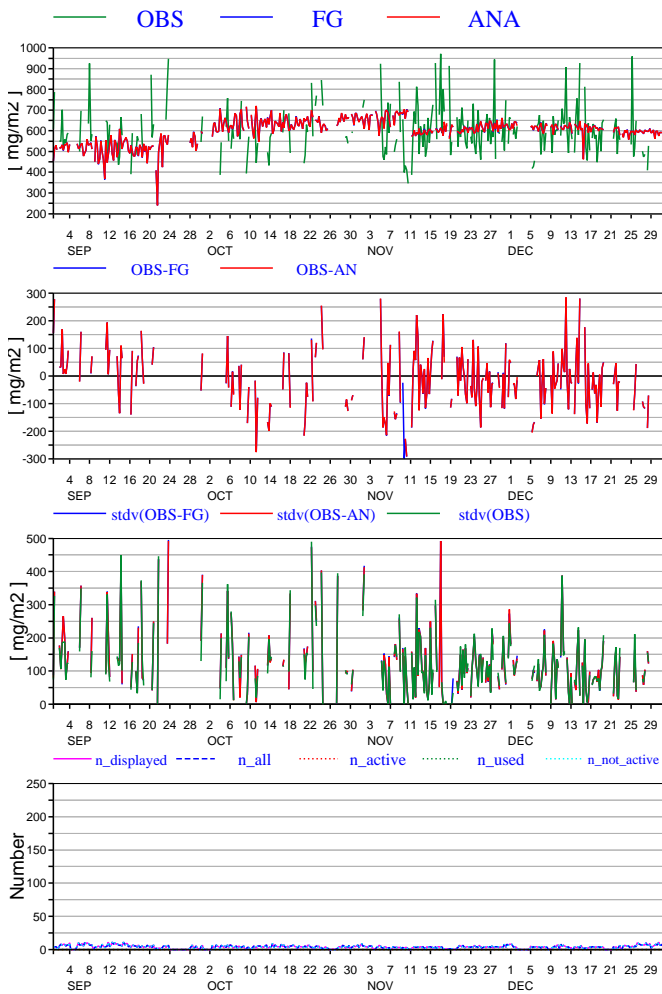 OBS FG ANA
1000
900
800
700
600
500
400
300
200
[ mg/m2 ]
4 8 12 16 20 24 28 2 6 10 14 18 22 26 30 3 7 11 15 19 23 27 1 5 9 13 17 21 25 29
SEP OCT NOV DEC
OBS-FG OBS-AN
300
200
100
0
-100
-200
-300
[ mg/m2 ]
4 8 12 16 20 24 28 2 6 10 14 18 22 26 30 3 7 11 15 19 23 27 1 5 9 13 17 21 25 29
SEP OCT NOV DEC
stdv(OBS-FG) stdv(OBS-AN) stdv(OBS)
500
400
300
200
100
0
[ mg/m2 ]
4 8 12 16 20 24 28 2 6 10 14 18 22 26 30 3 7 11 15 19 23 27 1 5 9 13 17 21 25 29
SEP OCT NOV DEC
n_displayed n_all n_active n_used n_not_active
250
200
150
100
50
0
Number
4 8 12 16 20 24 28 2 6 10 14 18 22 26 30 3 7 11 15 19 23 27 1 5 9 13 17 21 25 29
SEP OCT NOV DEC